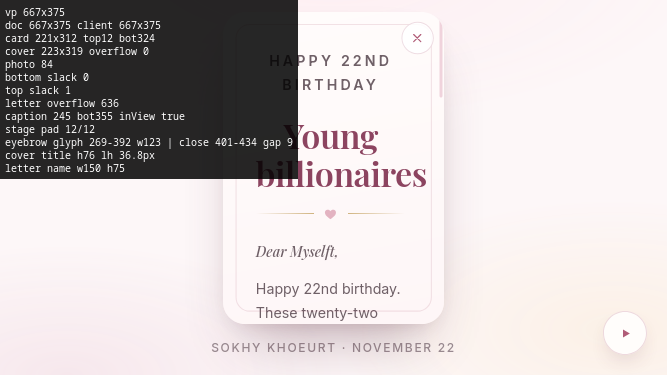 vp 667x375
doc 667x375 client 667x375
card 221x312 top12 bot324
cover 223x319 overflow 0
photo 84
bottom slack 0
top slack 1
letter overflow 636
caption 245 bot355 inView true
stage pad 12/12
eyebrow glyph 269-392 w123 | close 401-434 gap 9
cover title h76 lh 36.8px
letter name w150 h75
HAPPY 22ND
BIRTHDAY
Young
billionaires
Dear Myselft,
Happy 22nd birthday.
These twenty-two
SOKHY KHOEURT · NOVEMBER 22